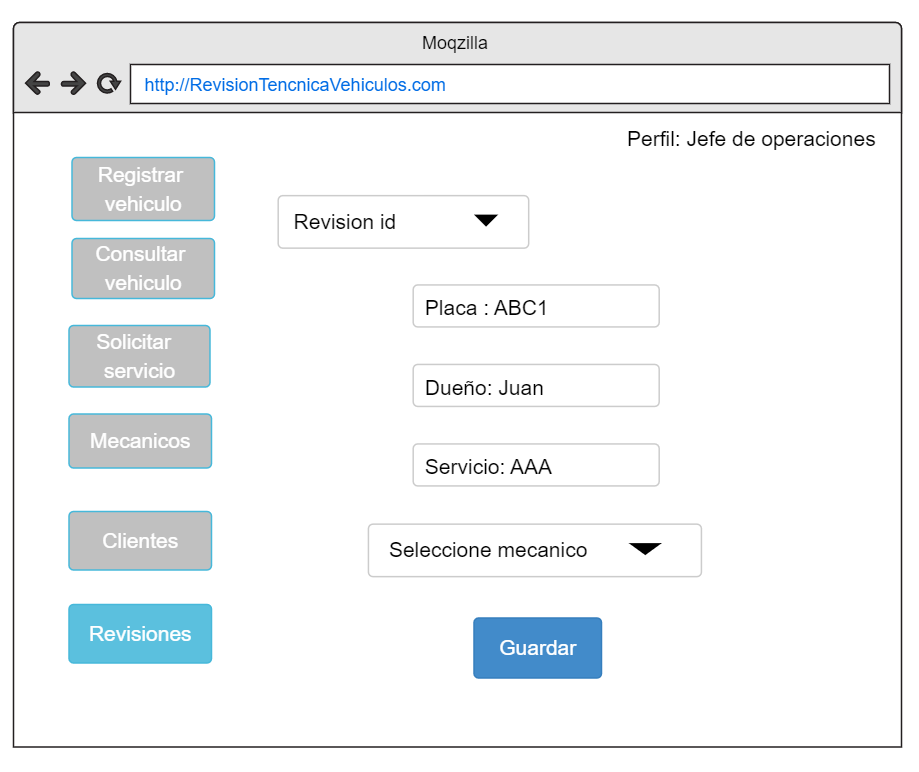 Moqzilla
http://RevisionTencnicaVehiculos.com
Perfil: Jefe de operaciones
Registrar
vehiculo
Consultar
vehiculo
Solicitar
servicio
Mecanicos
Clientes
Revisiones
Revision id
Placa : ABC1
Dueño: Juan
Servicio: AAA
Seleccione mecanico
Guardar